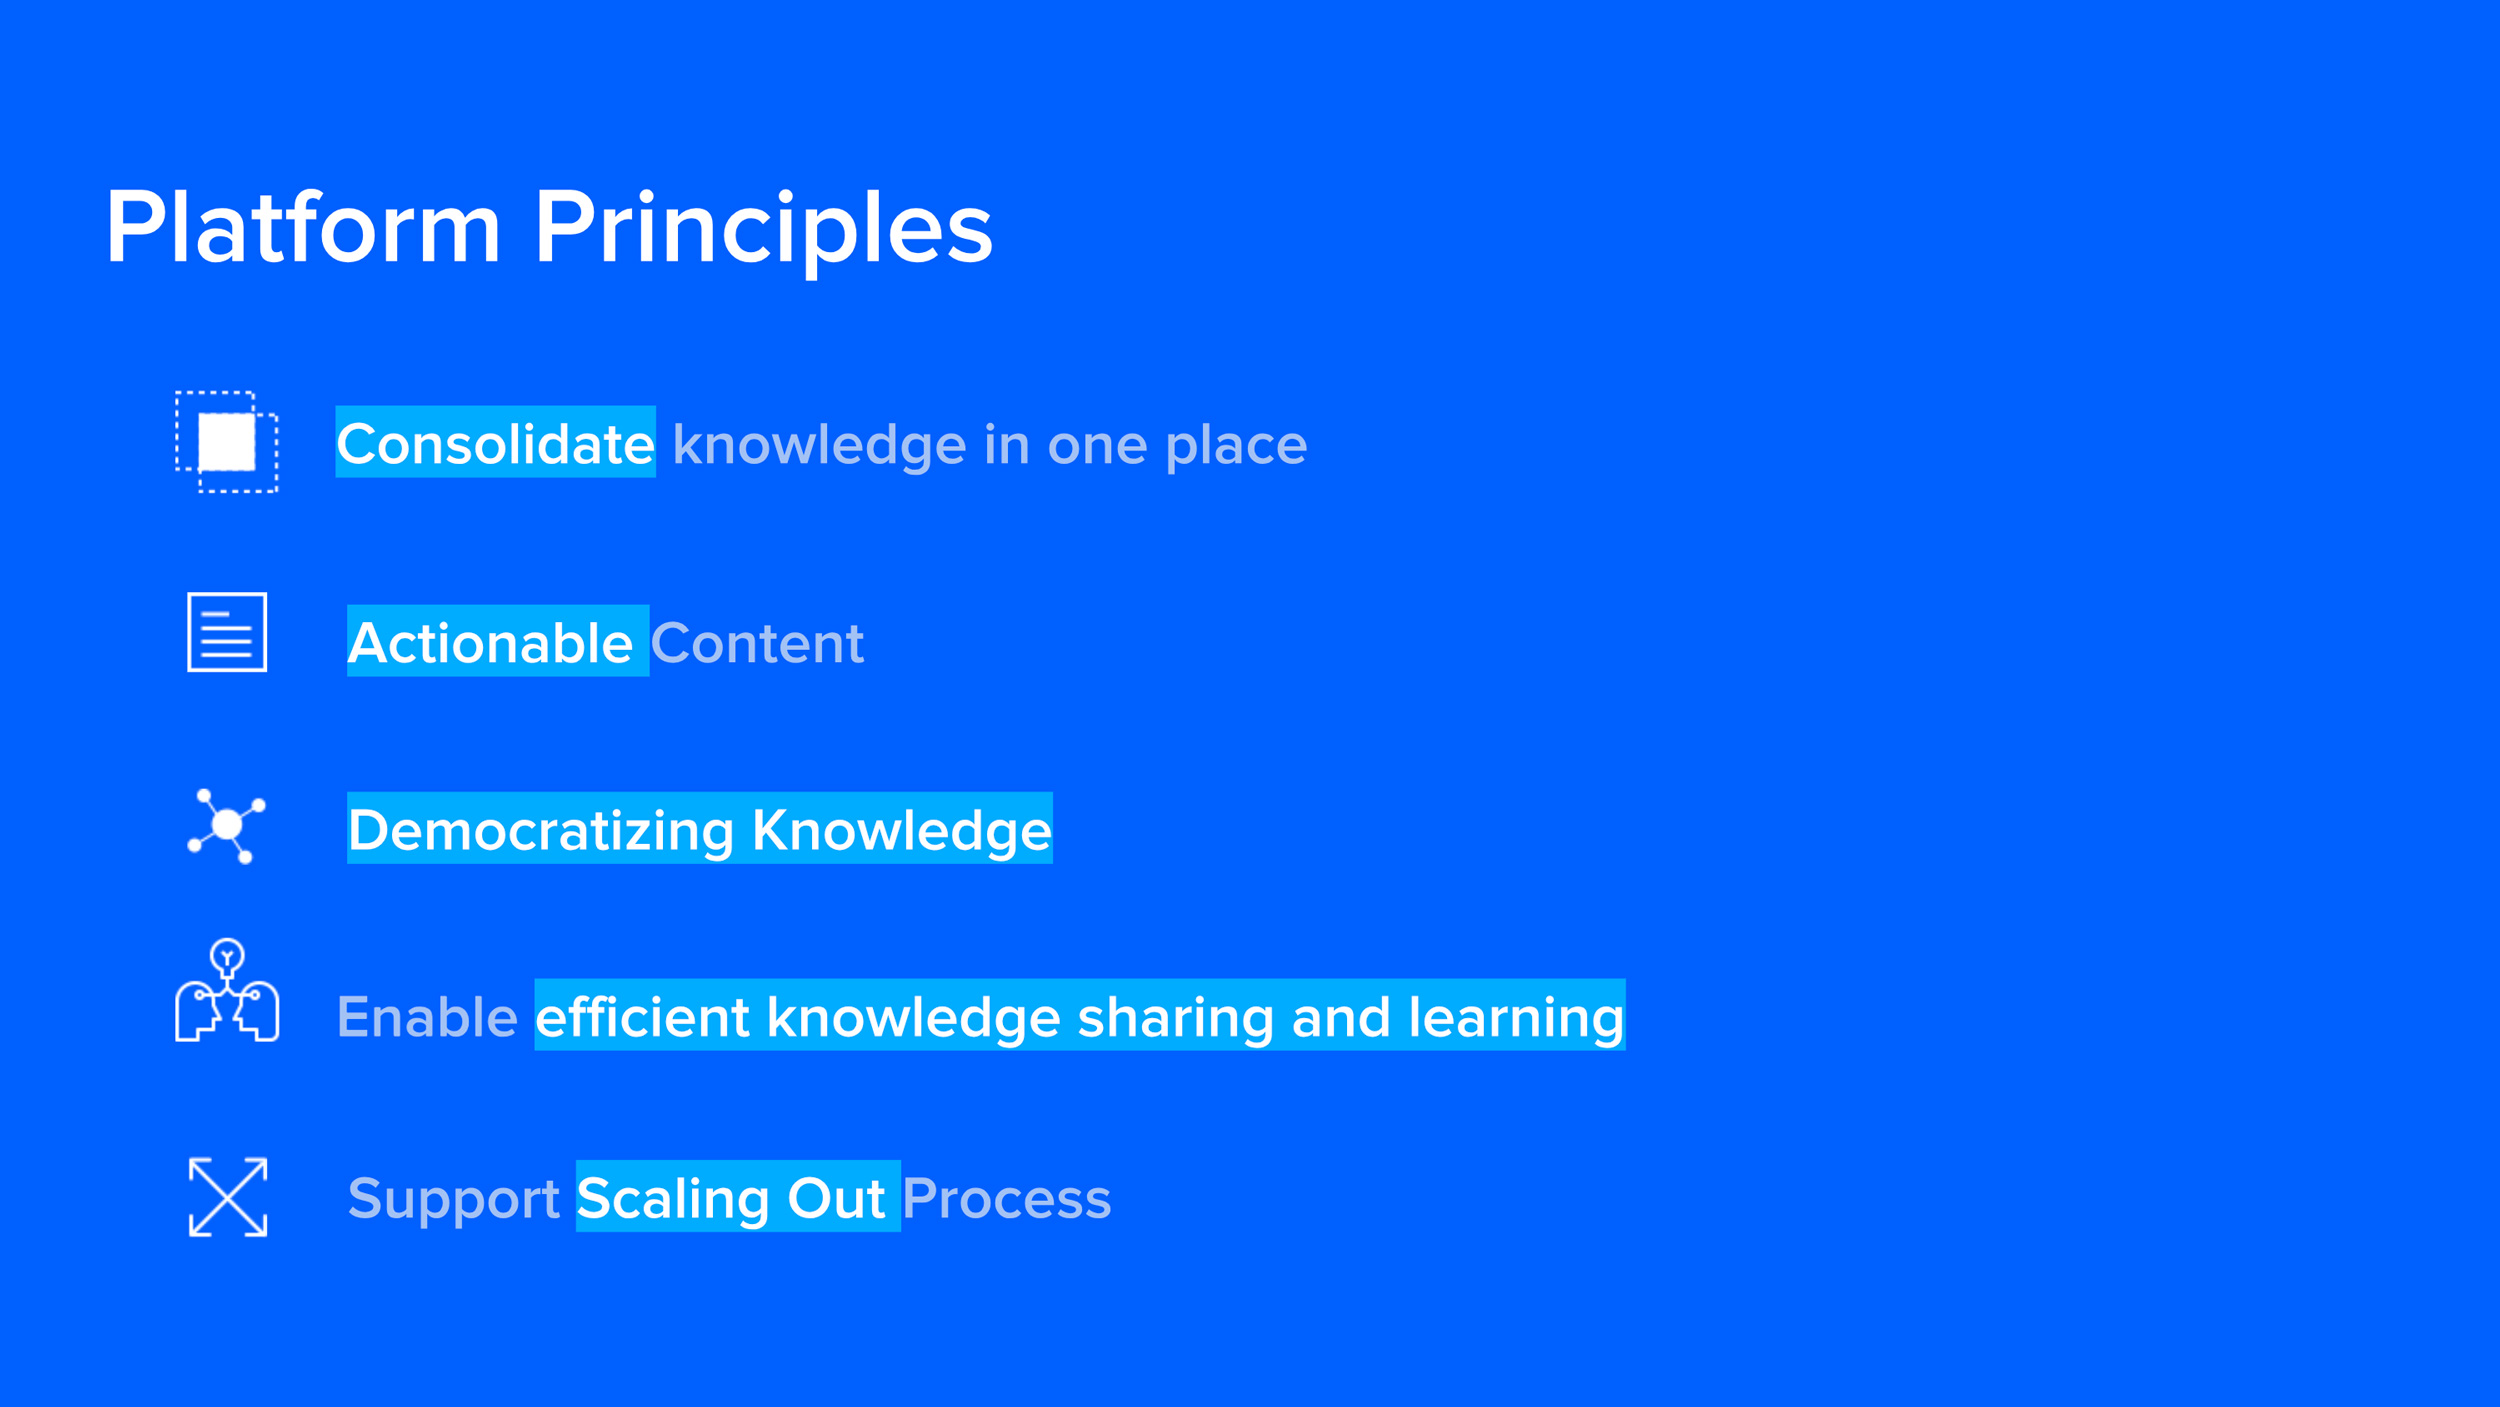 Platform Principles
Consolidate knowledge in one place
Actionable Content
Democratizing Knowledge
Enable efficient knowledge sharing and learning
Support Scaling Out Process